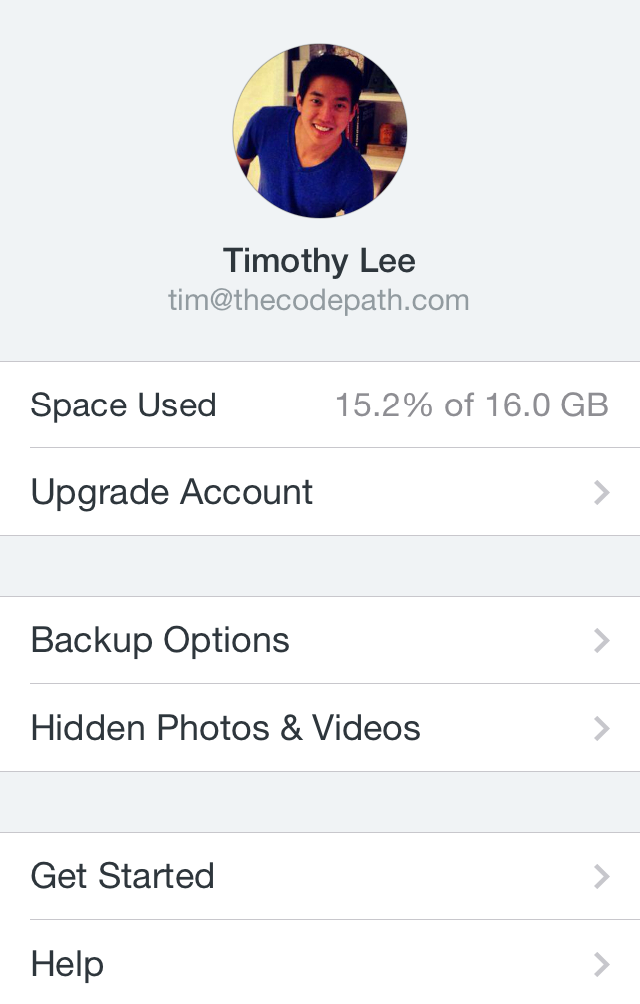 Timothy Lee
tim@thecodepath.com
Space Used 15.2% of 16.0 GB
Upgrade Account
Backup Options
Hidden Photos & Videos
Get Started
Help